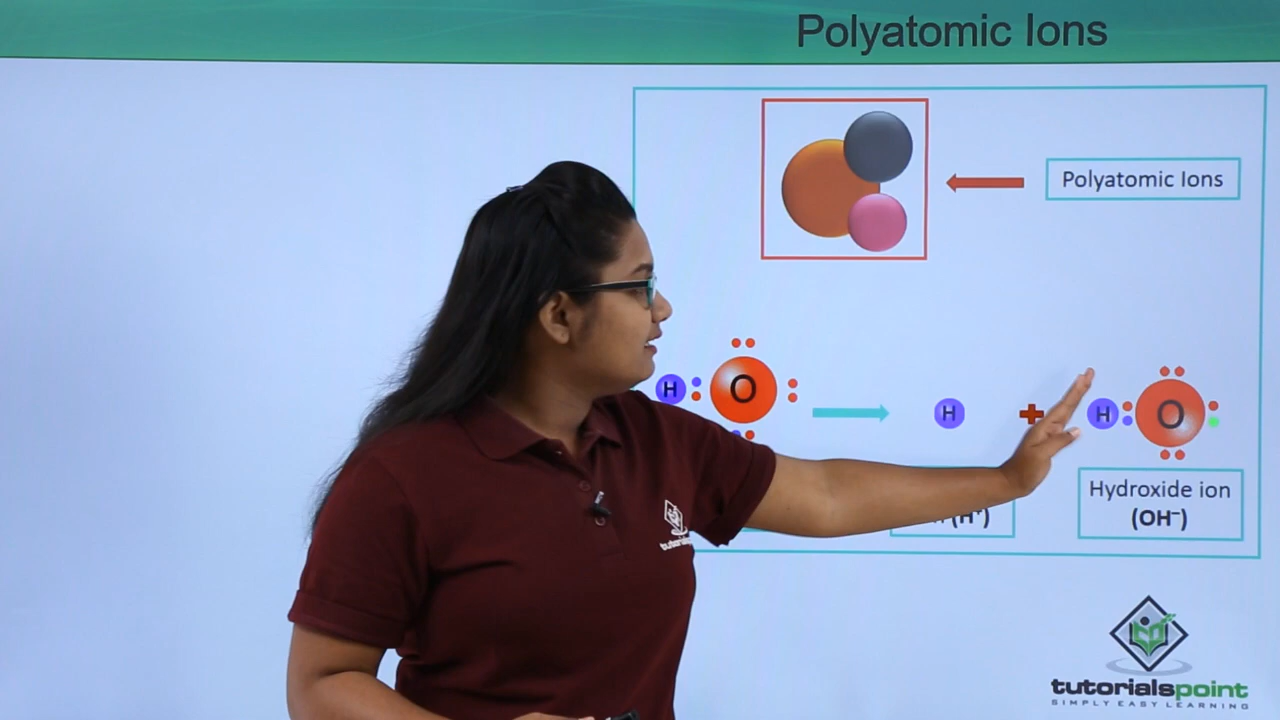 Polyatomic Ions
Polyatomic Ions
H O
H
H O
Hydroxide ion
(OH⁻)
(H⁺)
tutorialspoint
SIMPLY EASY LEARNING